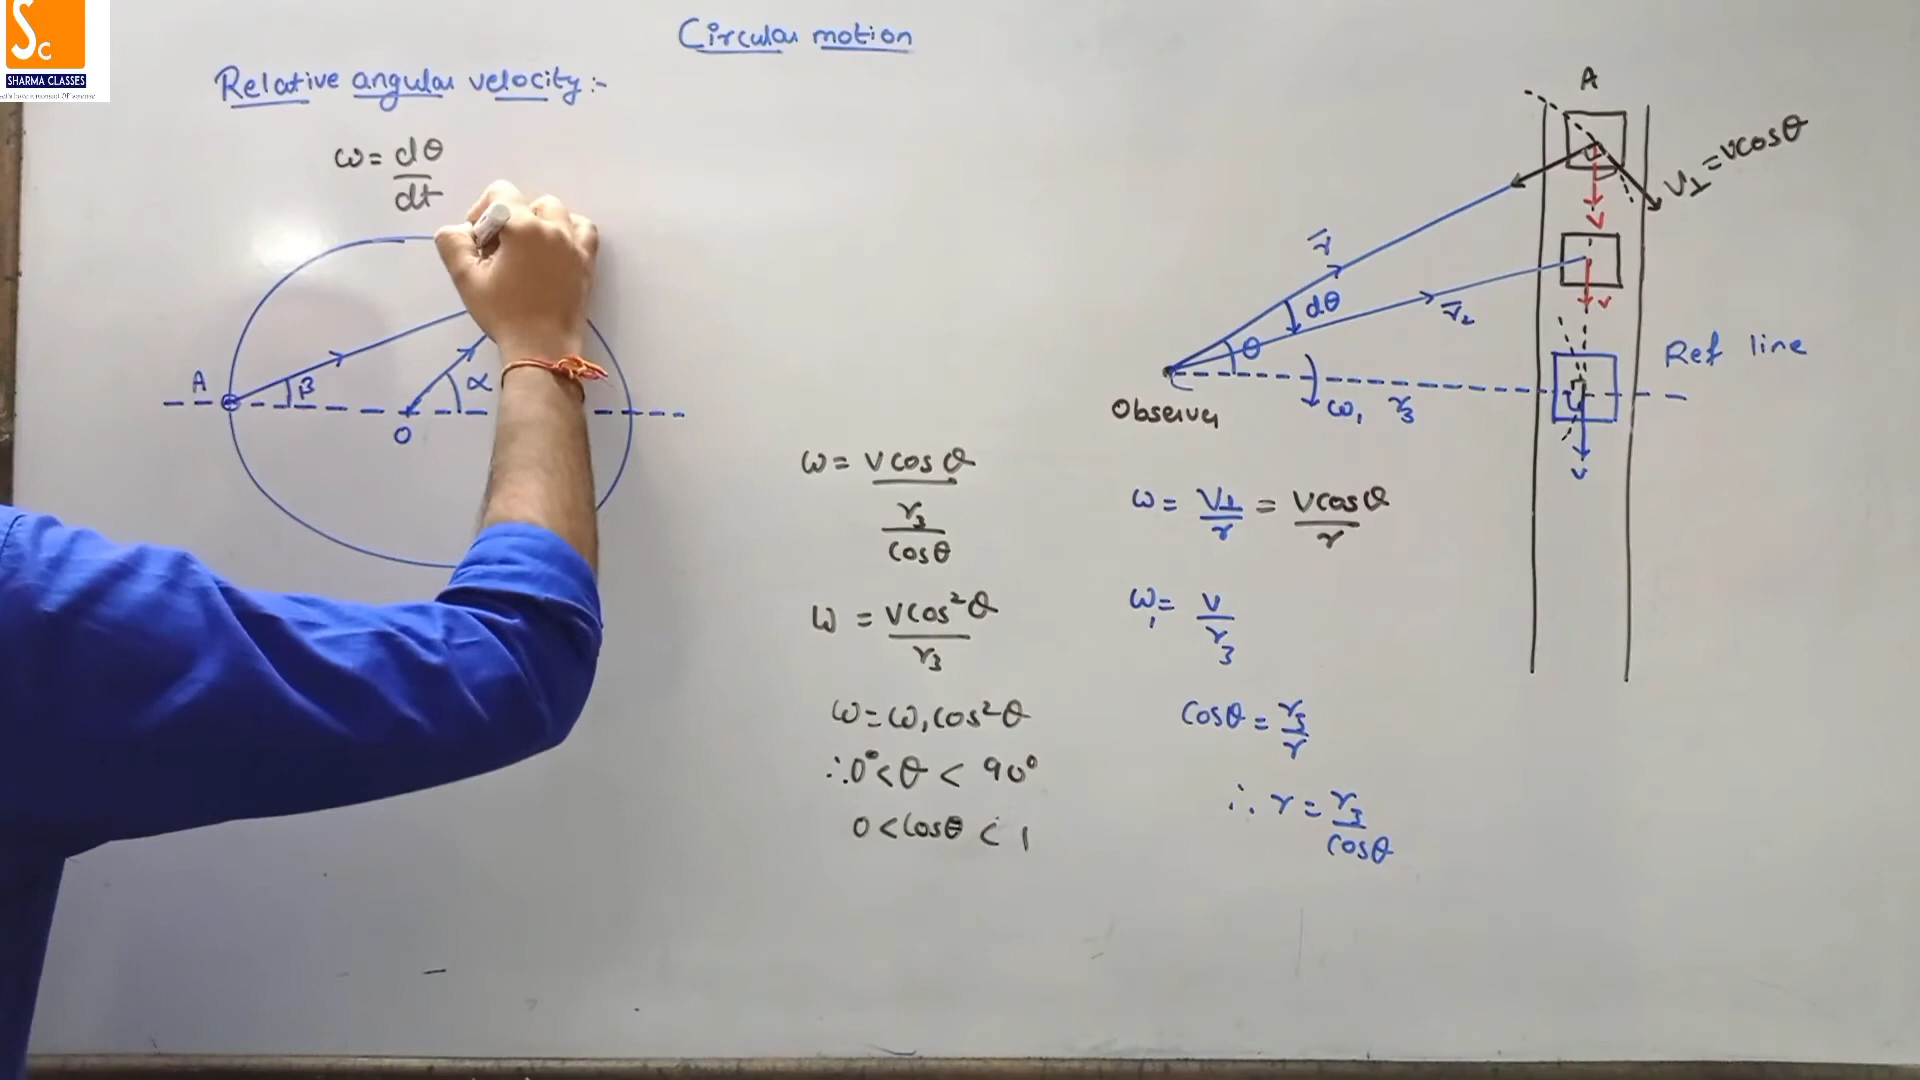 Sc
SHARMA CLASSES
Circular motion
Relative angular velocity :-
ω = dθ
dt
A
β
α
O
A
V⊥ = vcosθ
v
r⃗
dθ
v
r⃗₂
θ
Ref line
Observer
ω₁
r₃
v
ω = vcosθ
r₃
cosθ
ω = vcos²θ
r₃
ω = ω₁cos²θ
∴ 0° < θ < 90°
0 < cosθ < 1
ω = V⊥ = vcosθ
r r
ω₁ = v
r₃
cosθ = r₃
r
∴ r = r₃
cosθ